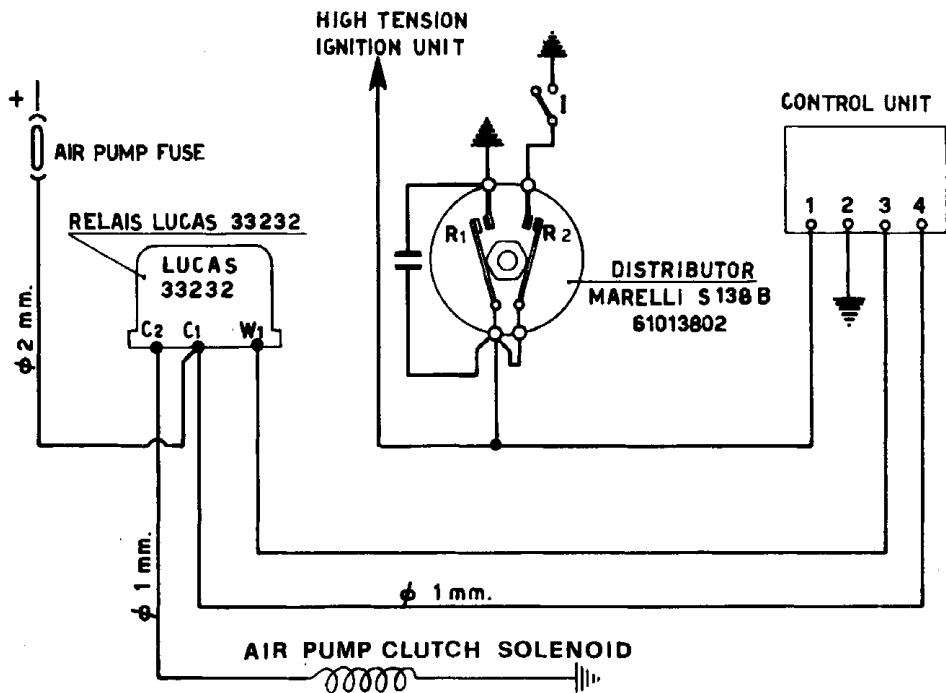 HIGH TENSION
IGNITION UNIT
+
AIR PUMP FUSE
I
CONTROL UNIT
1 2 3 4
RELAIS LUCAS 33232
LUCAS
33232
C2 C1 W1
R1 R2
DISTRIBUTOR
MARELLI S 138 B
61013802
ϕ 2 mm.
ϕ 1 mm.
ϕ 1 mm.
AIR PUMP CLUTCH SOLENOID